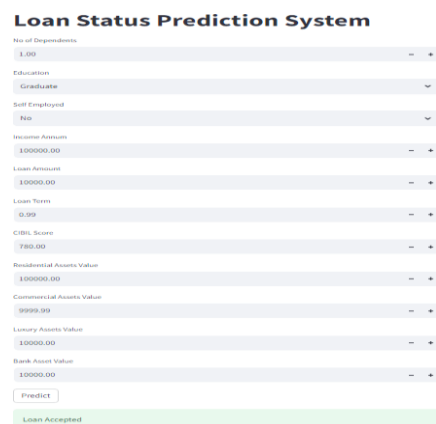 Loan Status Prediction System
No of Dependents
1.00
Education
Graduate
Self Employed
No
Income Annum
100000.00
Loan Amount
10000.00
Loan Term
0.99
CIBIL Score
780.00
Residential Assets Value
100000.00
Commercial Assets Value
9999.99
Luxury Assets Value
10000.00
Bank Asset Value
10000.00
Predict
Loan Accepted